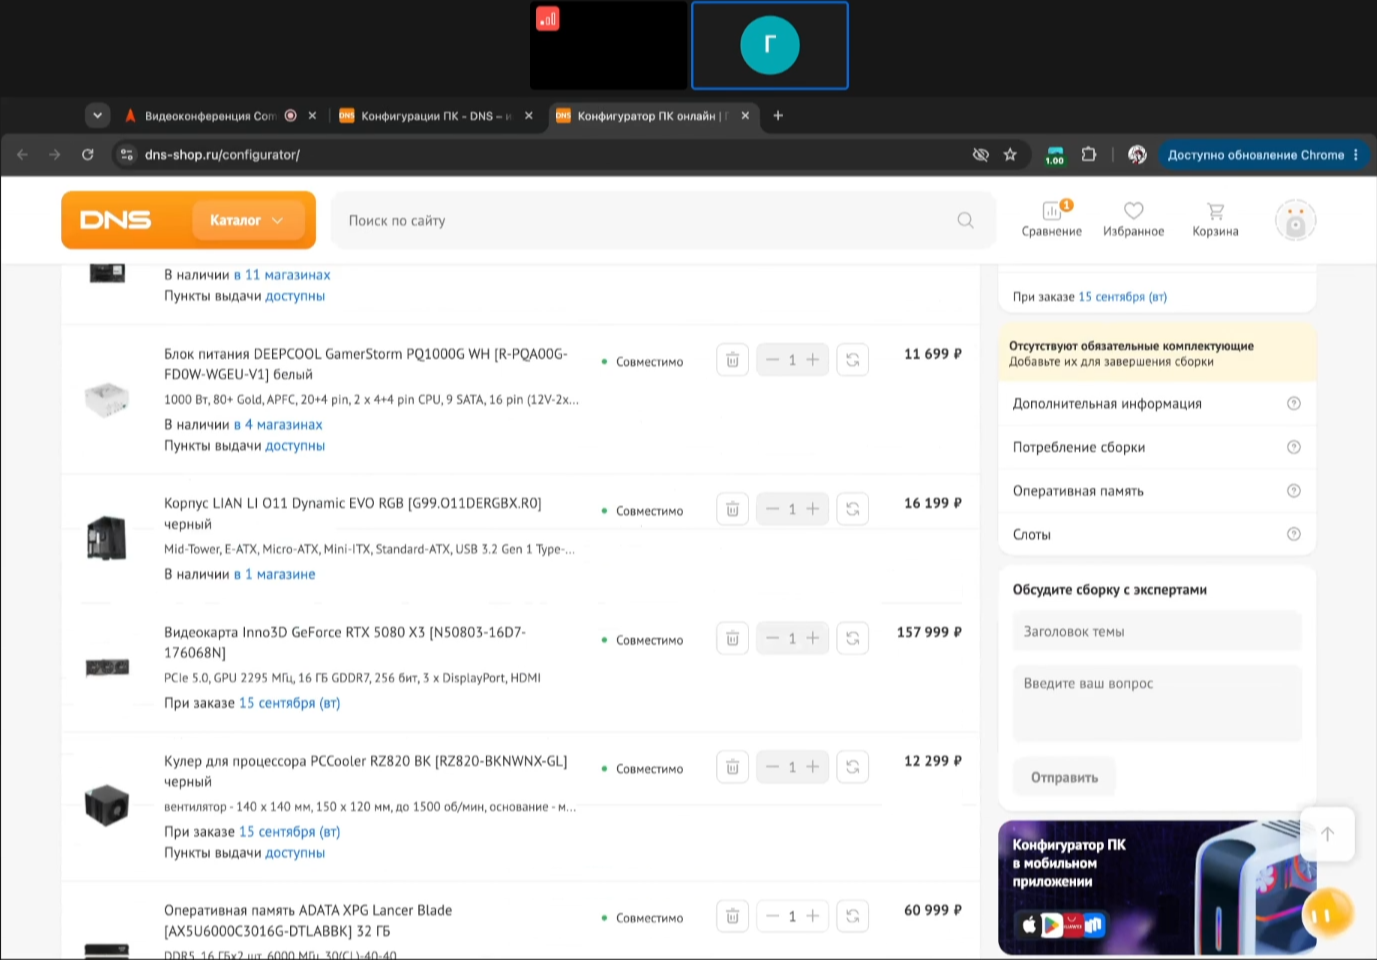 Г
Видеоконференция Com
Конфигурации ПК - DNS –
Конфигуратор ПК онлайн |
dns-shop.ru/configurator/
1.00
Доступно обновление Chrome
DNS
Каталог
Поиск по сайту
1
Сравнение
Избранное
Корзина
В наличии в 11 магазинах
Пункты выдачи доступны
Блок питания DEEPCOOL GamerStorm PQ1000G WH [R-PQA00G-
FD0W-WGEU-V1] белый
1000 Вт, 80+ Gold, APFC, 20+4 pin, 2 x 4+4 pin CPU, 9 SATA, 16 pin (12V-2x...
В наличии в 4 магазинах
Пункты выдачи доступны
Совместимо
1
11 699 ₽
Корпус LIAN LI O11 Dynamic EVO RGB [G99.O11DERGBX.R0]
черный
Mid-Tower, E-ATX, Micro-ATX, Mini-ITX, Standard-ATX, USB 3.2 Gen 1 Type-...
В наличии в 1 магазине
Совместимо
1
16 199 ₽
Видеокарта Inno3D GeForce RTX 5080 X3 [N50803-16D7-
176068N]
PCIe 5.0, GPU 2295 МГц, 16 ГБ GDDR7, 256 бит, 3 x DisplayPort, HDMI
При заказе 15 сентября (вт)
Совместимо
1
157 999 ₽
Кулер для процессора PCCooler RZ820 BK [RZ820-BKNWNX-GL]
черный
вентилятор - 140 x 140 мм, 150 x 120 мм, до 1500 об/мин, основание - м...
При заказе 15 сентября (вт)
Пункты выдачи доступны
Совместимо
1
12 299 ₽
Оперативная память ADATA XPG Lancer Blade
[AX5U6000C3016G-DTLABBK] 32 ГБ
DDR5, 16 ГБx2 шт, 6000 МГц, 30(CL)-40-40
Совместимо
1
60 999 ₽
При заказе 15 сентября (вт)
Отсутствуют обязательные комплектующие
Добавьте их для завершения сборки
Дополнительная информация
Потребление сборки
Оперативная память
Слоты
Обсудите сборку с экспертами
Заголовок темы
Введите ваш вопрос
Отправить
Конфигуратор ПК
в мобильном
приложении